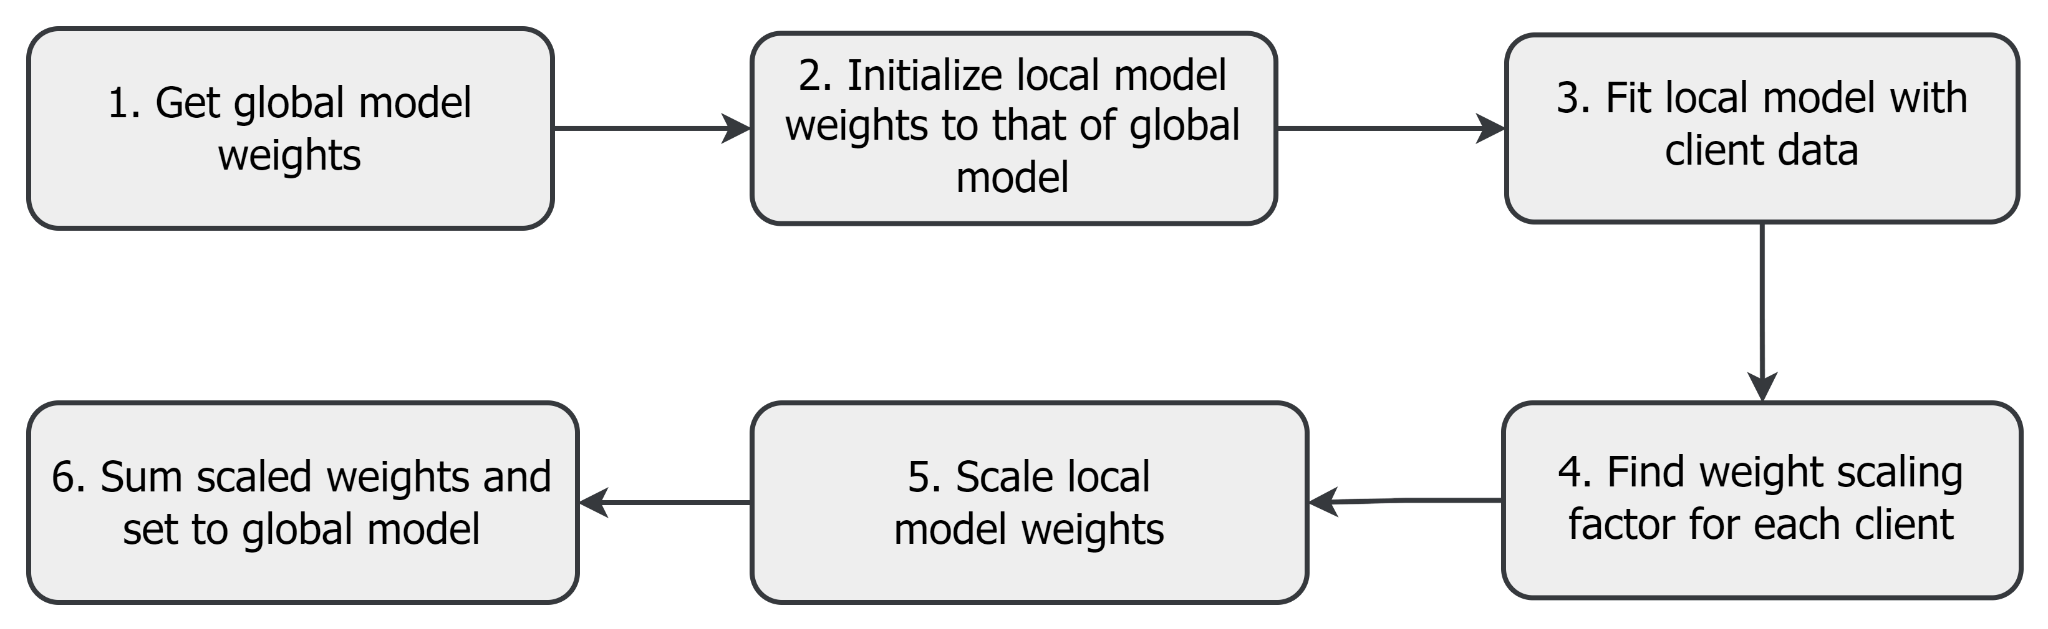 1. Get global model
weights
2. Initialize local model
weights to that of global
model
3. Fit local model with
client data
4. Find weight scaling
factor for each client
5. Scale local
model weights
6. Sum scaled weights and
set to global model